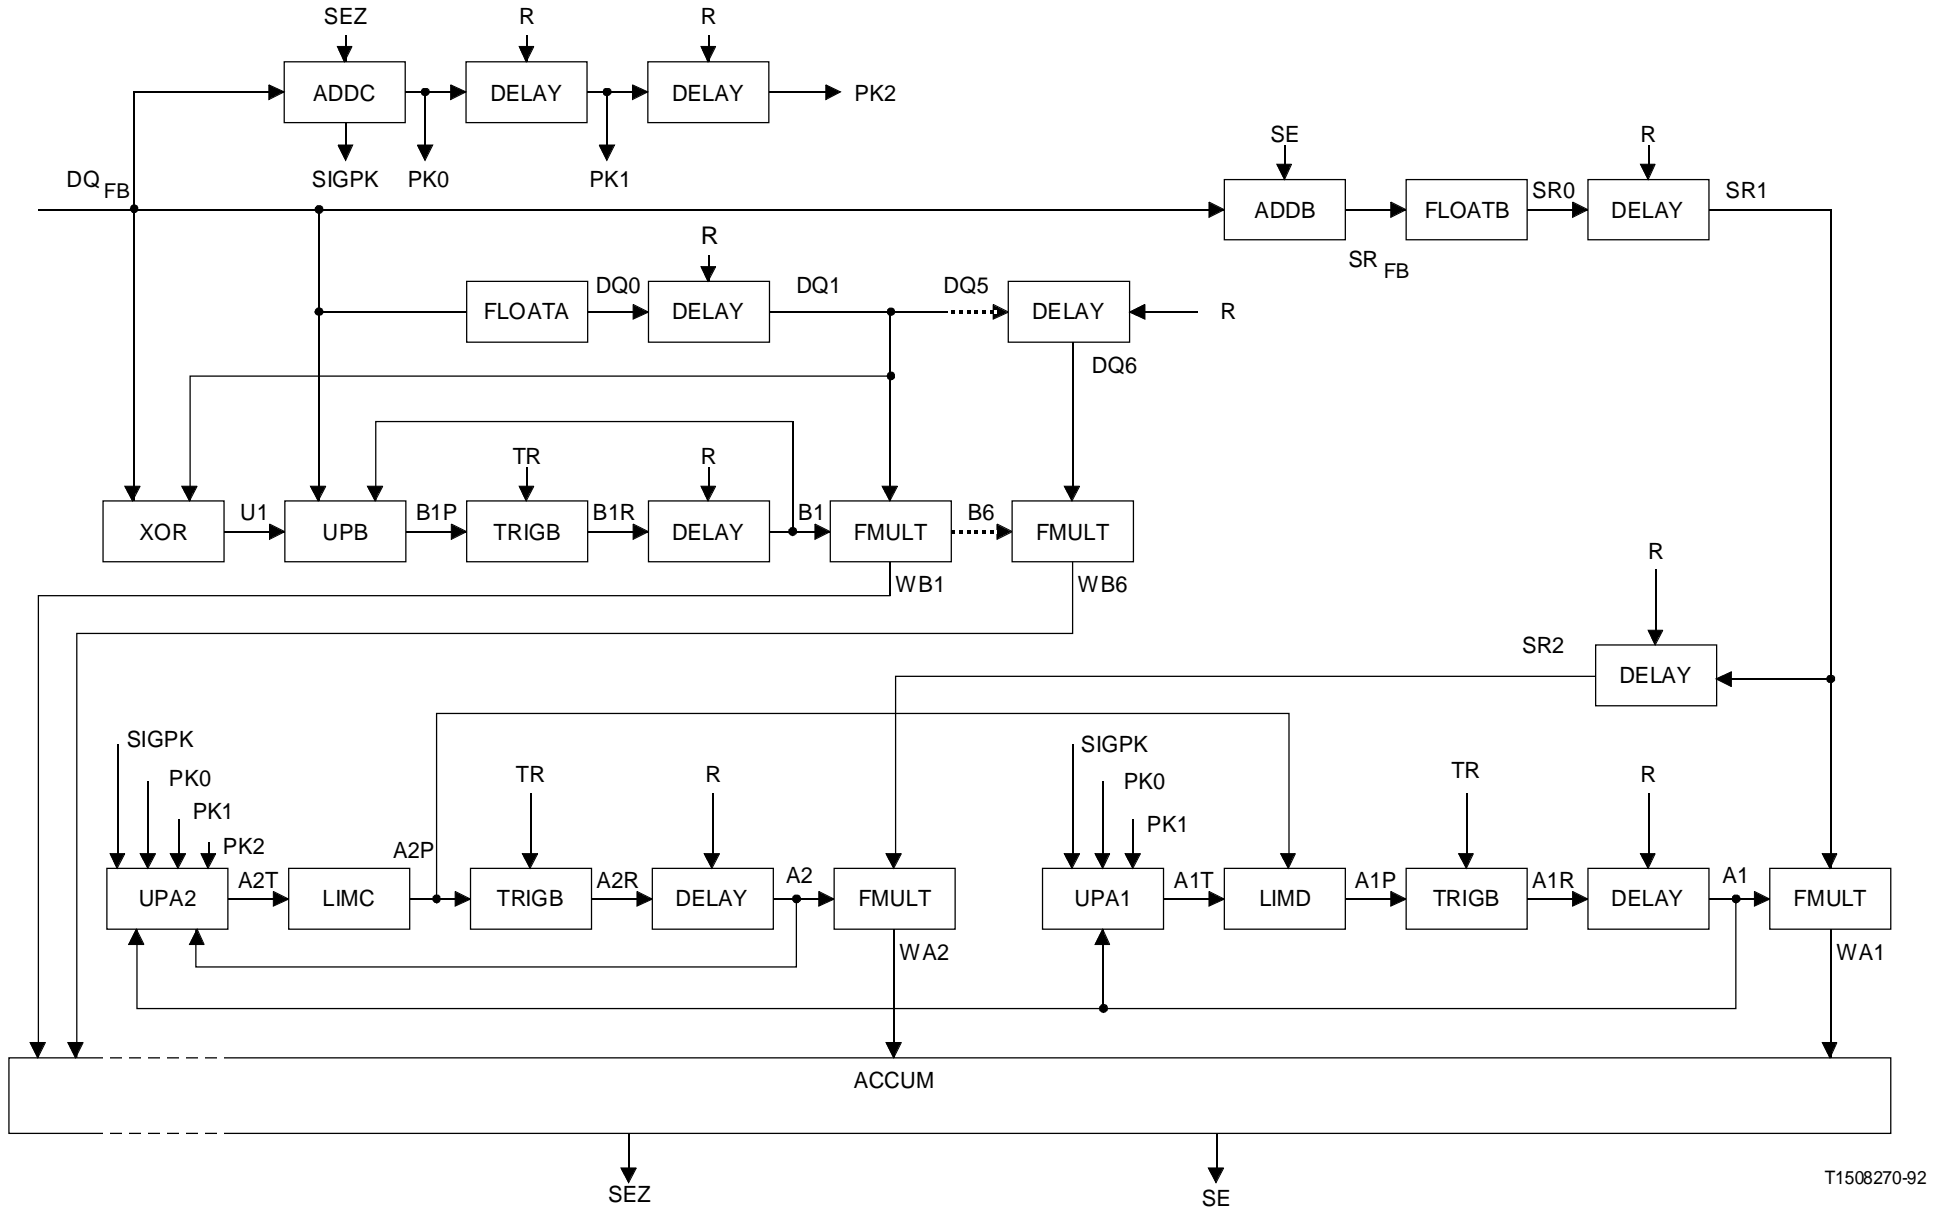 SEZ R R
ADDC DELAY DELAY PK2
SIGPK PK0 PK1
SE R
DQ FB
ADDB FLOATB SR0 DELAY SR1
SR FB
R
FLOATA DQ0 DELAY DQ1 DQ5 DELAY R
DQ6
TR R
XOR U1 UPB B1P TRIGB B1R DELAY B1 FMULT B6 FMULT
WB1 WB6
R
SR2 DELAY
SIGPK
PK0
PK1
PK2
TR R
SIGPK
PK0
PK1
TR R
UPA2 A2T LIMC A2P TRIGB A2R DELAY A2 FMULT
UPA1 A1T LIMD A1P TRIGB A1R DELAY A1 FMULT
WA2 WA1
ACCUM
SEZ SE
T1508270-92